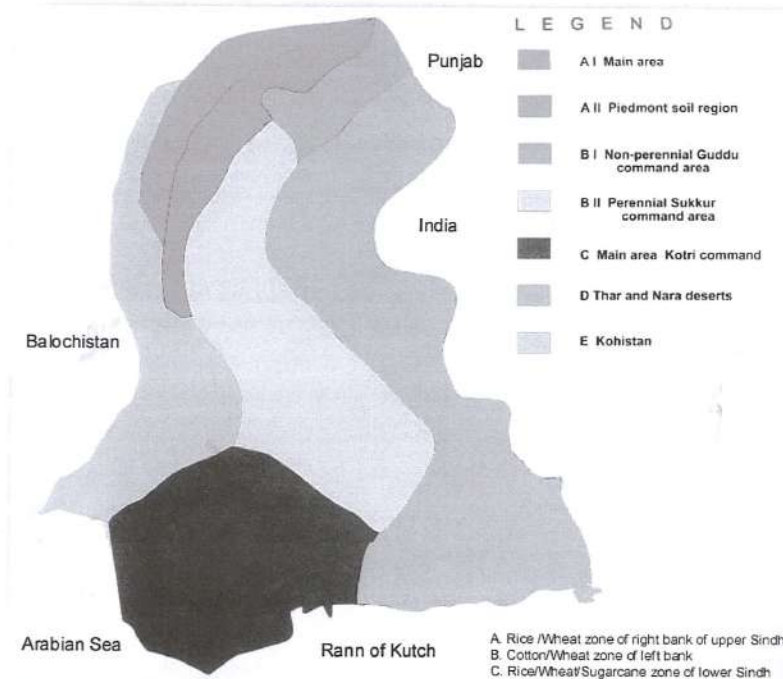 L E G E N D
Punjab
A I Main area
A II Piedmont soil region
B I Non-perennial Guddu
command area
B II Perennial Sukkur
command area
India
C Main area Kotri command
D Thar and Nara deserts
Balochistan
E Kohistan
Arabian Sea
Rann of Kutch
A. Rice /Wheat zone of right bank of upper Sindh
B. Cotton/Wheat zone of left bank
C. Rice/Wheat/Sugarcane zone of lower Sindh